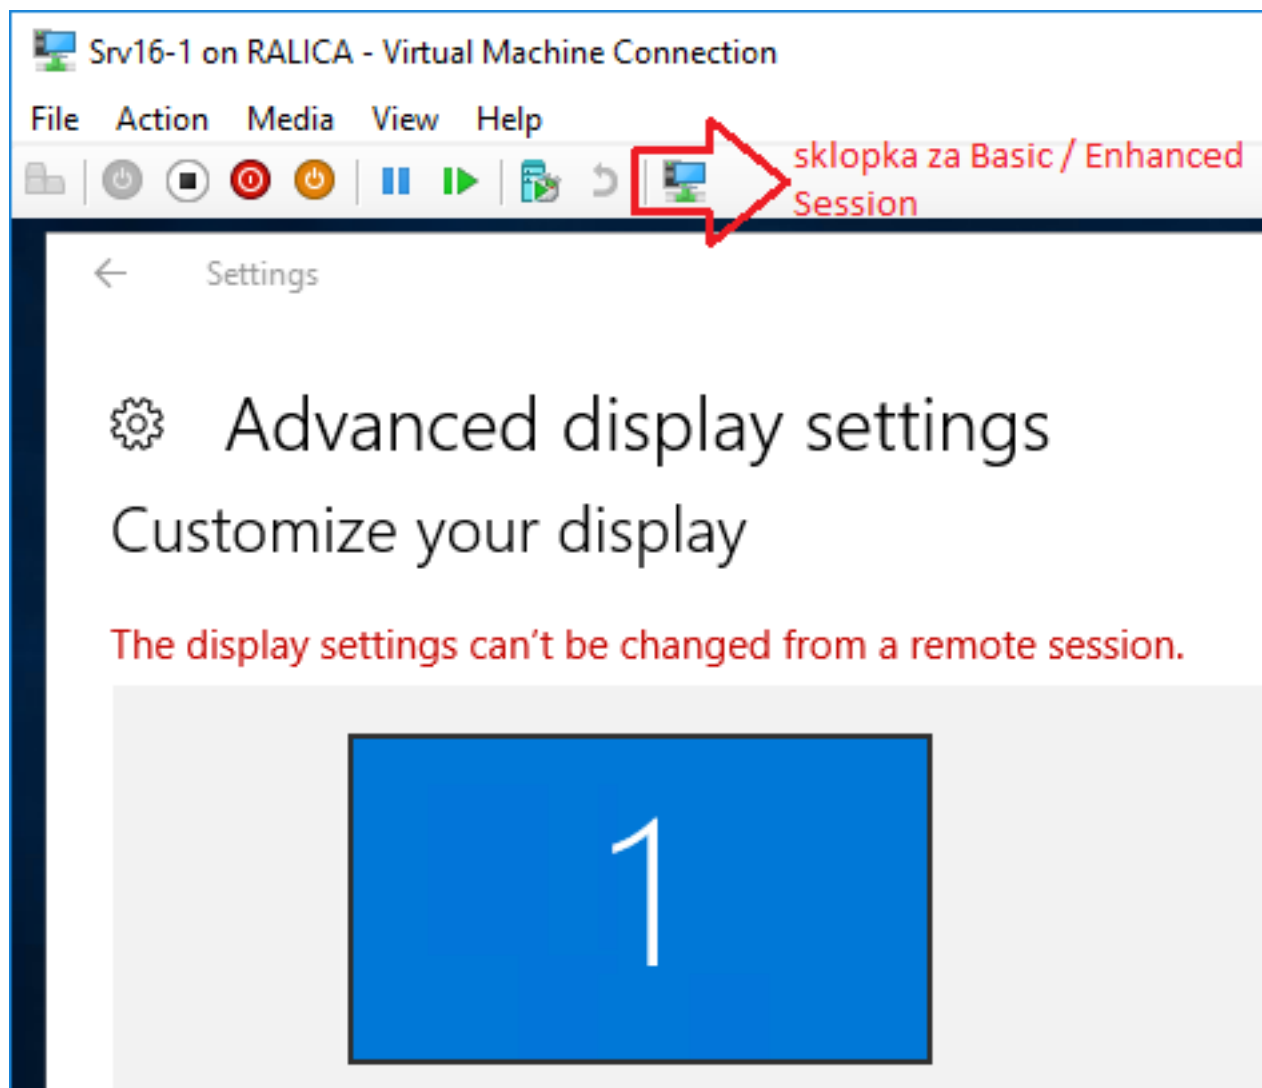 Srv16-1 on RALICA - Virtual Machine Connection
File Action Media View Help
sklopka za Basic / Enhanced
Session
Settings
Advanced display settings
Customize your display
The display settings can't be changed from a remote session.
1